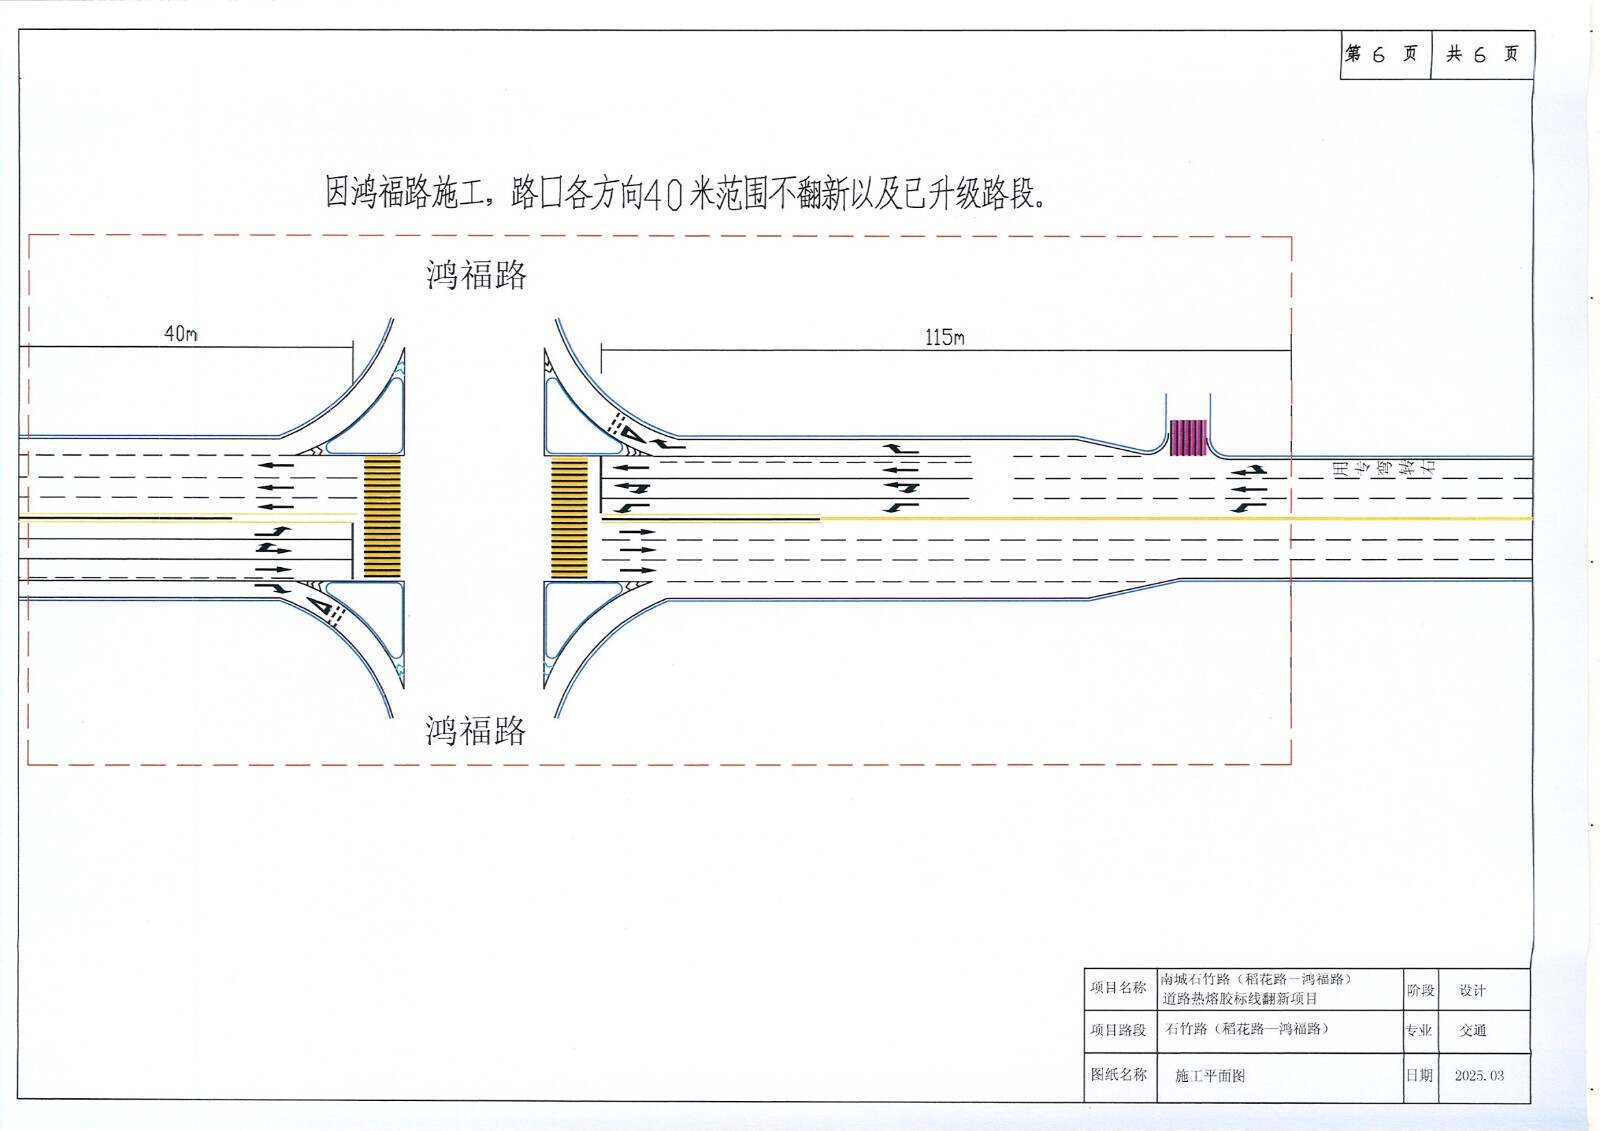 因鸿福路施工，路口各方向40米范围不翻新以及已升级路段。
40m
鸿福路
鸿福路
115m
用专弯转右
第 6 页
共 6 页
项目名称
南城石竹路（稻花路—鸿福路）
道路热熔胶标线翻新项目
阶段
设计
项目路段
石竹路（稻花路—鸿福路）
专业
交通
图纸名称
施工平面图
日期
2025.03